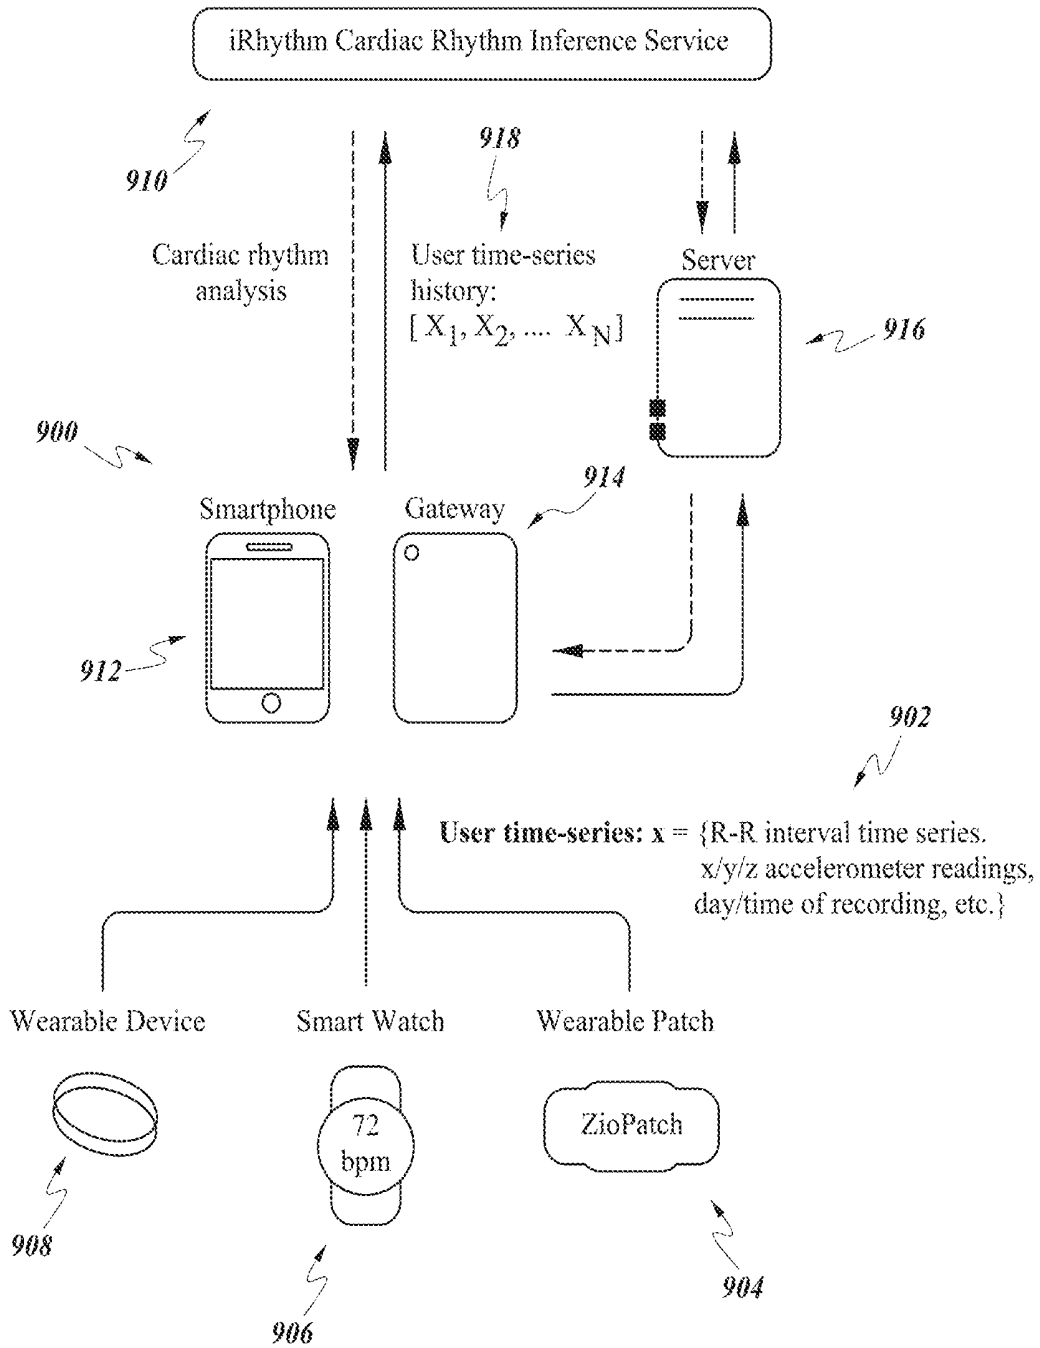 iRhythm Cardiac Rhythm Inference Service
918
910
Cardiac rhythm
analysis
User time-series
history:
[ X1, X2, .... XN]
Server
916
900
914
Smartphone
Gateway
912
902
User time-series: x = {R-R interval time series.
x/y/z accelerometer readings,
day/time of recording, etc.}
Wearable Device
Smart Watch
Wearable Patch
72
bpm
ZioPatch
908
904
906